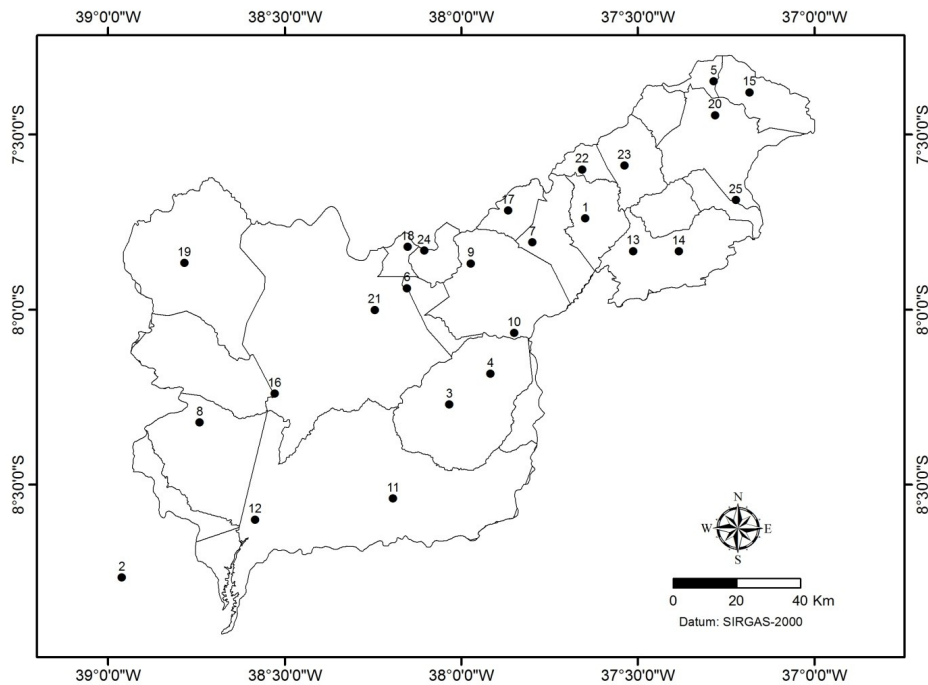 39°0'0"W 38°30'0"W 38°0'0"W 37°30'0"W 37°0'0"W
5
15
20
7°30'0"S 7°30'0"S
22 23
17 1 25
7
18 24 13 14
19 9
6
21
8°0'0"S 8°0'0"S
10
4
16
3
8
11
8°30'0"S 8°30'0"S
12
N
W E
S
2
0 20 40 Km
Datum: SIRGAS-2000
39°0'0"W 38°30'0"W 38°0'0"W 37°30'0"W 37°0'0"W